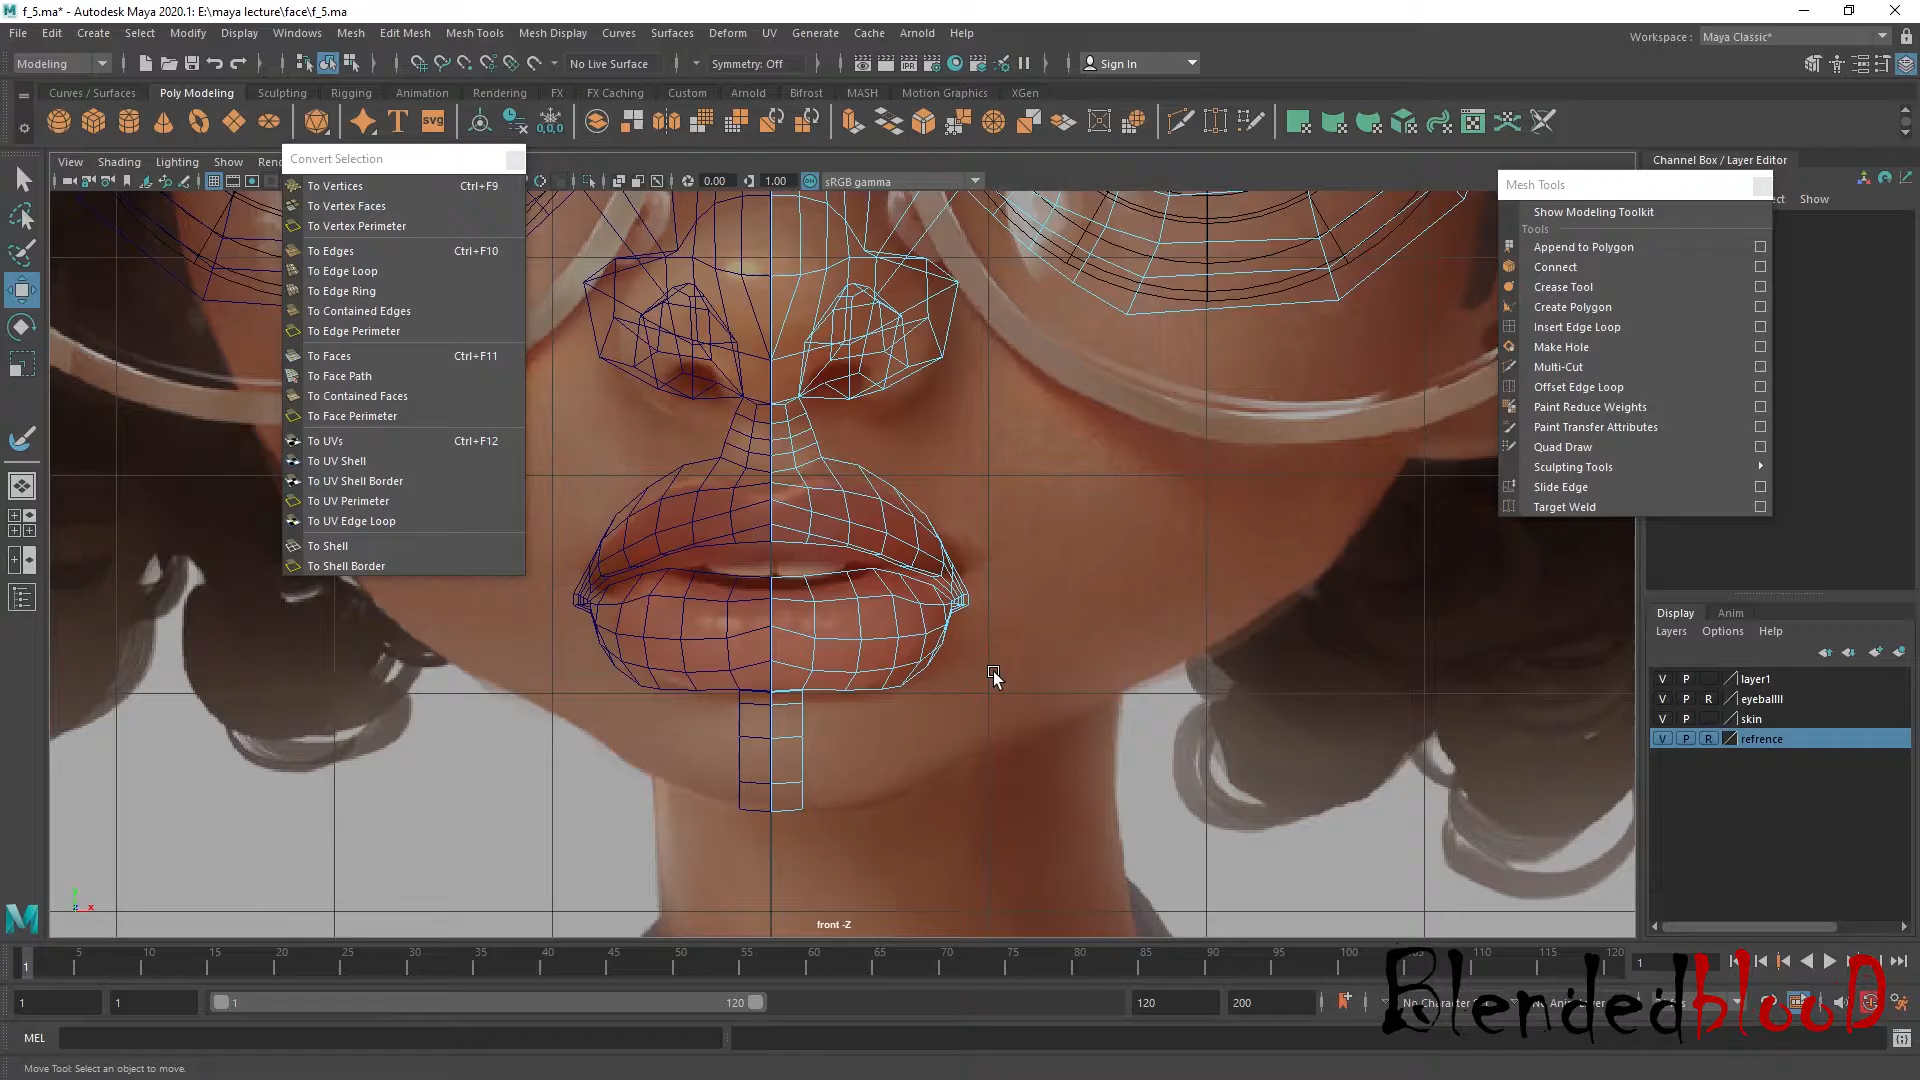 f_5.ma* - Autodesk Maya 2020.1: E:\maya lecture\face\f_5.ma
File Edit Create Select Modify Display Windows Mesh Edit Mesh Mesh Tools Mesh Display Curves Surfaces Deform UV Generate Cache Arnold Help
Workspace : Maya Classic*
Modeling No Live Surface Symmetry: Off Sign In
Curves / Surfaces Poly Modeling Sculpting Rigging Animation Rendering FX FX Caching Custom Arnold Bifrost MASH Motion Graphics XGen
View Shading Lighting Show
0.00 1.00 sRGB gamma
Convert Selection
To Vertices Ctrl+F9
To Vertex Faces
To Vertex Perimeter
To Edges Ctrl+F10
To Edge Loop
To Edge Ring
To Contained Edges
To Edge Perimeter
To Faces Ctrl+F11
To Face Path
To Contained Faces
To Face Perimeter
To UVs Ctrl+F12
To UV Shell
To UV Shell Border
To UV Perimeter
To UV Edge Loop
To Shell
To Shell Border
Channel Box / Layer Editor
Show
Mesh Tools
Show Modeling Toolkit
Tools
Append to Polygon
Connect
Crease Tool
Create Polygon
Insert Edge Loop
Make Hole
Multi-Cut
Offset Edge Loop
Paint Reduce Weights
Paint Transfer Attributes
Quad Draw
Sculpting Tools
Slide Edge
Target Weld
Display Anim
Layers Options Help
V P layer1
V P R eyeballll
V P skin
V P R refrence
front -Z
5 10 15 20 25 30 35 40 45 50 55 60 65 70 75 80 85 90 95 100 105 110 115 120
1 1
1 1 1 120 120 200
BlendedblooD
MEL
Move Tool: Select an object to move.